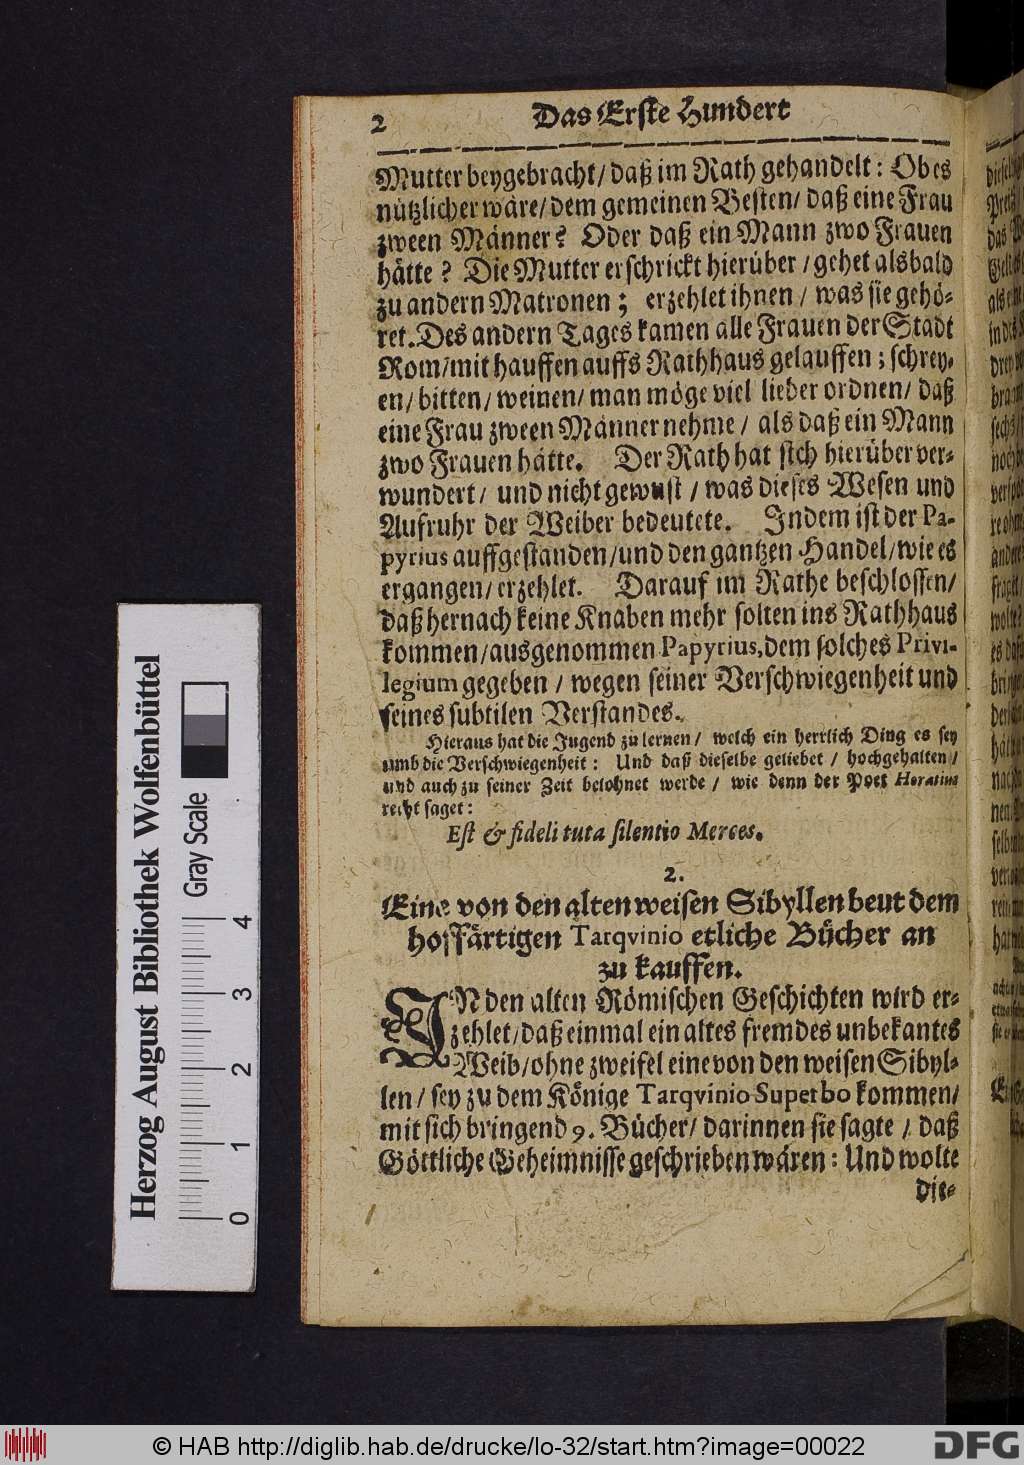 2 Das Erste Hundert
Mutter beygebracht/ daß im Rath gehandelt: Ob es
nützlicher wäre/ dem gemeinen Besten/ daß eine Frau
zween Männer? Oder daß ein Mann zwo Frauen
hätte? Die Mutter erschrickt hierüber/ gehet alsbald
zu andern Matronen; erzehlet ihnen/ was sie gehö-
ret. Des andern Tages kamen alle Frauen der Stadt
Rom/ mit hauffen auffs Rathhaus gelauffen; schrey-
en/ bitten/ weinen/ man möge viel lieber ordnen/ daß
eine Frau zween Männer nehme/ als daß ein Mann
zwo Frauen hätte. Der Rath hat sich hierüber ver-
wundert/ und nicht gewust/ was dieses Wesen und
Aufruhr der Weiber bedeutete. Indem ist der Pa-
pyrius auffgestanden/ und den gantzen Handel/ wie es
ergangen/ erzehlet. Darauf im Rathe beschlossen/
daß hernach keine Knaben mehr solten ins Rathhaus
kommen/ ausgenommen Papyrius, dem solches Privi-
legium gegeben/ wegen seiner Verschwiegenheit und
seines subtilen Verstandes.
Hieraus hat die Jugend zu lernen/ welch ein herrlich Ding es sey
umb die Verschwiegenheit: Und daß dieselbe geliebet/ hochgehalten/
und auch zu seiner Zeit belohnet werde/ wie denn der Poet Horatius
recht saget:
Est & fideli tuta silentio Merces.
2.
Eine von den alten weisen Sibyllen beut dem
hoffärtigen Tarqvinio etliche Bücher an
zu kauffen.
IN den alten Römischen Geschichten wird er-
zehlet/ daß einmal ein altes fremdes unbekantes
Weib/ ohne zweifel eine von den weisen Sibyl-
len/ sey zu dem Könige Tarqvinio Superbo kommen/
mit sich bringend 9. Bücher/ darinnen sie sagte/ daß
Göttliche Geheimnisse geschrieben wären: Und wolte
die-
Herzog August Bibliothek Wolfenbüttel
Gray Scale
0 1 2 3 4
© HAB http://diglib.hab.de/drucke/lo-32/start.htm?image=00022
DFG